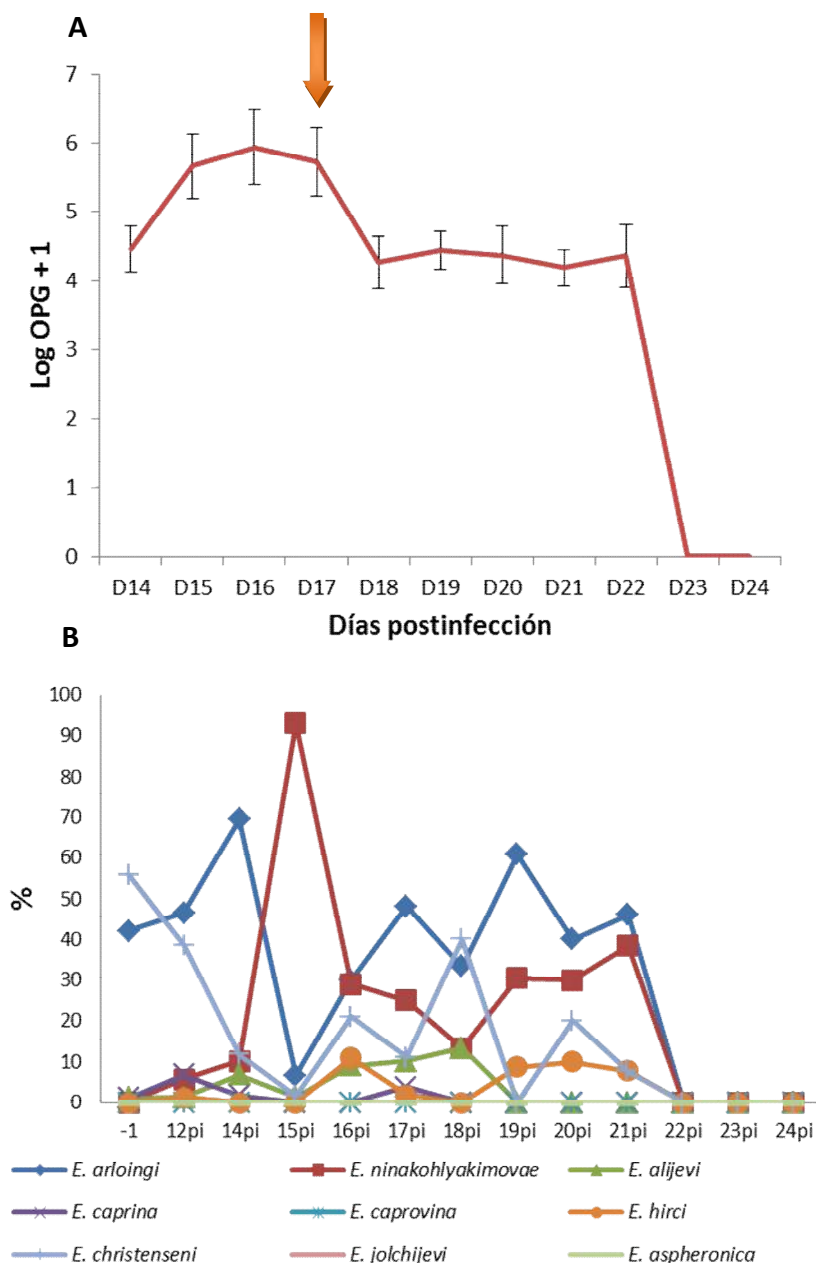 A
7
6
5
4
3
2
1
0
Log OPG + 1
D14 D15 D16 D17 D18 D19 D20 D21 D22 D23 D24
Días postinfección
B
100
90
80
70
60
50
40
30
20
10
0
%
-1 12pi 14pi 15pi 16pi 17pi 18pi 19pi 20pi 21pi 22pi 23pi 24pi
E. arloingi E. ninakohlyakimovae E. alijevi
E. caprina E. caprovina E. hirci
E. christenseni E. jolchijevi E. aspheronica